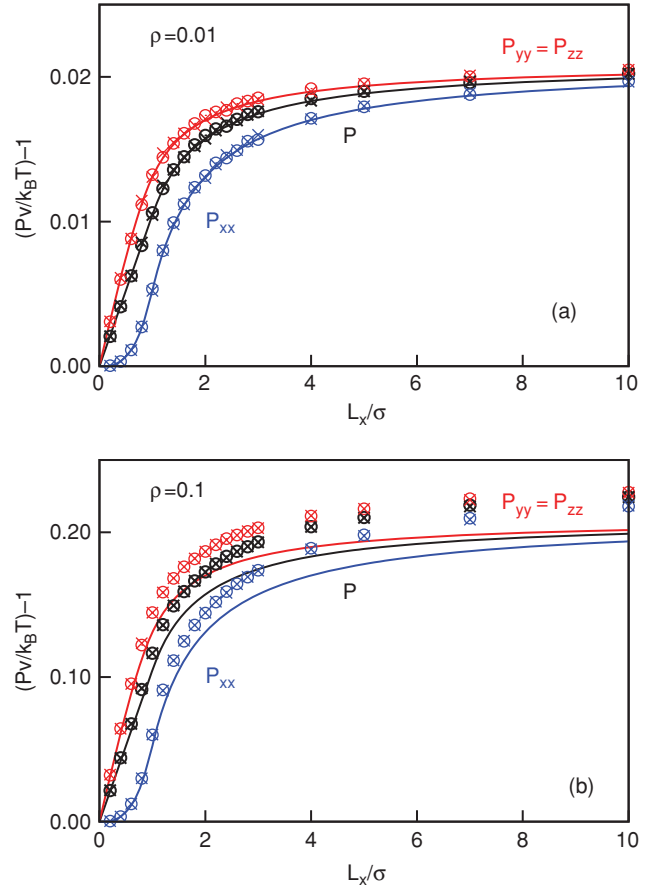 ρ=0.01
P_yy = P_zz
0.02
P
(Pv/k_BT)−1
0.01
P_xx
(a)
0.00
0 2 4 6 8 10
L_x/σ
ρ=0.1
P_yy = P_zz
0.20
P
(Pv/k_BT)−1
0.10
P_xx
(b)
0.00
0 2 4 6 8 10
L_x/σ